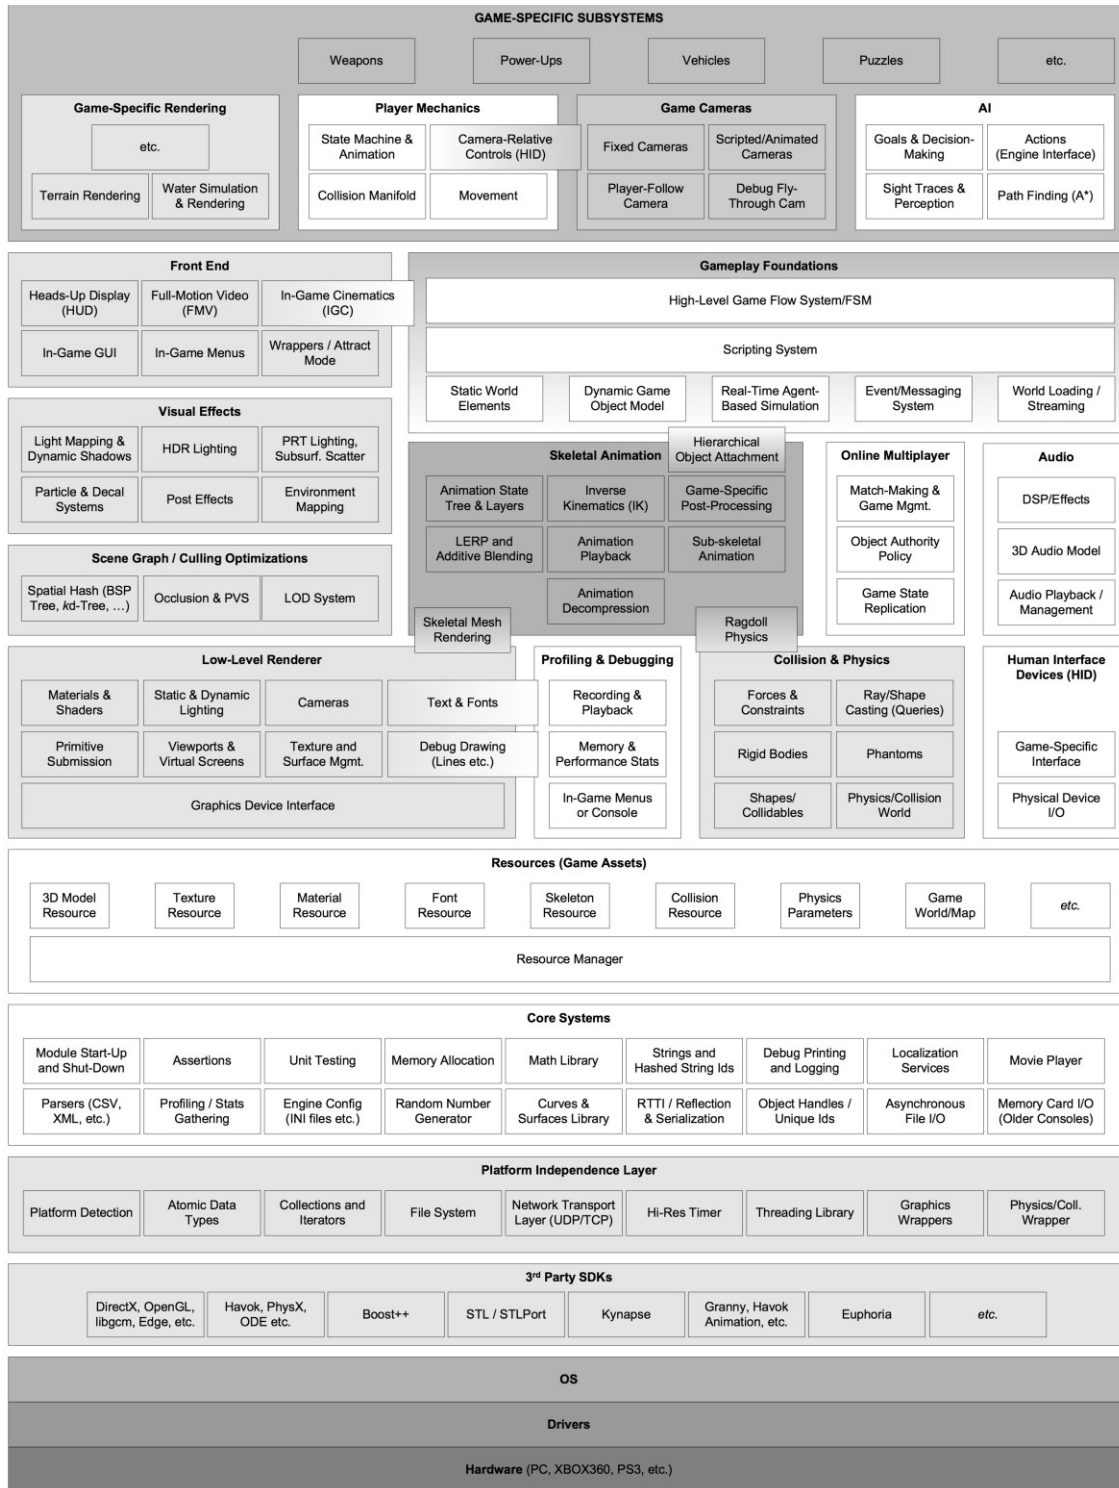 GAME-SPECIFIC SUBSYSTEMS
Weapons
Power-Ups
Vehicles
Puzzles
etc.
Game-Specific Rendering
etc.
Terrain Rendering
Water Simulation
& Rendering
Player Mechanics
State Machine &
Animation
Camera-Relative
Controls (HID)
Collision Manifold
Movement
Game Cameras
Fixed Cameras
Scripted/Animated
Cameras
Player-Follow
Camera
Debug Fly-
Through Cam
AI
Goals & Decision-
Making
Actions
(Engine Interface)
Sight Traces &
Perception
Path Finding (A*)
Front End
Heads-Up Display
(HUD)
Full-Motion Video
(FMV)
In-Game Cinematics
(IGC)
In-Game GUI
In-Game Menus
Wrappers / Attract
Mode
Gameplay Foundations
High-Level Game Flow System/FSM
Scripting System
Static World
Elements
Dynamic Game
Object Model
Real-Time Agent-
Based Simulation
Event/Messaging
System
World Loading /
Streaming
Visual Effects
Light Mapping &
Dynamic Shadows
HDR Lighting
PRT Lighting,
Subsurf. Scatter
Particle & Decal
Systems
Post Effects
Environment
Mapping
Skeletal Animation
Hierarchical
Object Attachment
Animation State
Tree & Layers
Inverse
Kinematics (IK)
Game-Specific
Post-Processing
LERP and
Additive Blending
Animation
Playback
Sub-skeletal
Animation
Animation
Decompression
Online Multiplayer
Match-Making &
Game Mgmt.
Object Authority
Policy
Game State
Replication
Audio
DSP/Effects
3D Audio Model
Audio Playback /
Management
Scene Graph / Culling Optimizations
Spatial Hash (BSP
Tree, kd-Tree, …)
Occlusion & PVS
LOD System
Skeletal Mesh
Rendering
Ragdoll
Physics
Low-Level Renderer
Materials &
Shaders
Static & Dynamic
Lighting
Cameras
Text & Fonts
Primitive
Submission
Viewports &
Virtual Screens
Texture and
Surface Mgmt.
Debug Drawing
(Lines etc.)
Graphics Device Interface
Profiling & Debugging
Recording &
Playback
Memory &
Performance Stats
In-Game Menus
or Console
Collision & Physics
Forces &
Constraints
Ray/Shape
Casting (Queries)
Rigid Bodies
Phantoms
Shapes/
Collidables
Physics/Collision
World
Human Interface
Devices (HID)
Game-Specific
Interface
Physical Device
I/O
Resources (Game Assets)
3D Model
Resource
Texture
Resource
Material
Resource
Font
Resource
Skeleton
Resource
Collision
Resource
Physics
Parameters
Game
World/Map
etc.
Resource Manager
Core Systems
Module Start-Up
and Shut-Down
Assertions
Unit Testing
Memory Allocation
Math Library
Strings and
Hashed String Ids
Debug Printing
and Logging
Localization
Services
Movie Player
Parsers (CSV,
XML, etc.)
Profiling / Stats
Gathering
Engine Config
(INI files etc.)
Random Number
Generator
Curves &
Surfaces Library
RTTI / Reflection
& Serialization
Object Handles /
Unique Ids
Asynchronous
File I/O
Memory Card I/O
(Older Consoles)
Platform Independence Layer
Platform Detection
Atomic Data
Types
Collections and
Iterators
File System
Network Transport
Layer (UDP/TCP)
Hi-Res Timer
Threading Library
Graphics
Wrappers
Physics/Coll.
Wrapper
3rd Party SDKs
DirectX, OpenGL,
libgcm, Edge, etc.
Havok, PhysX,
ODE etc.
Boost++
STL / STLPort
Kynapse
Granny, Havok
Animation, etc.
Euphoria
etc.
OS
Drivers
Hardware (PC, XBOX360, PS3, etc.)